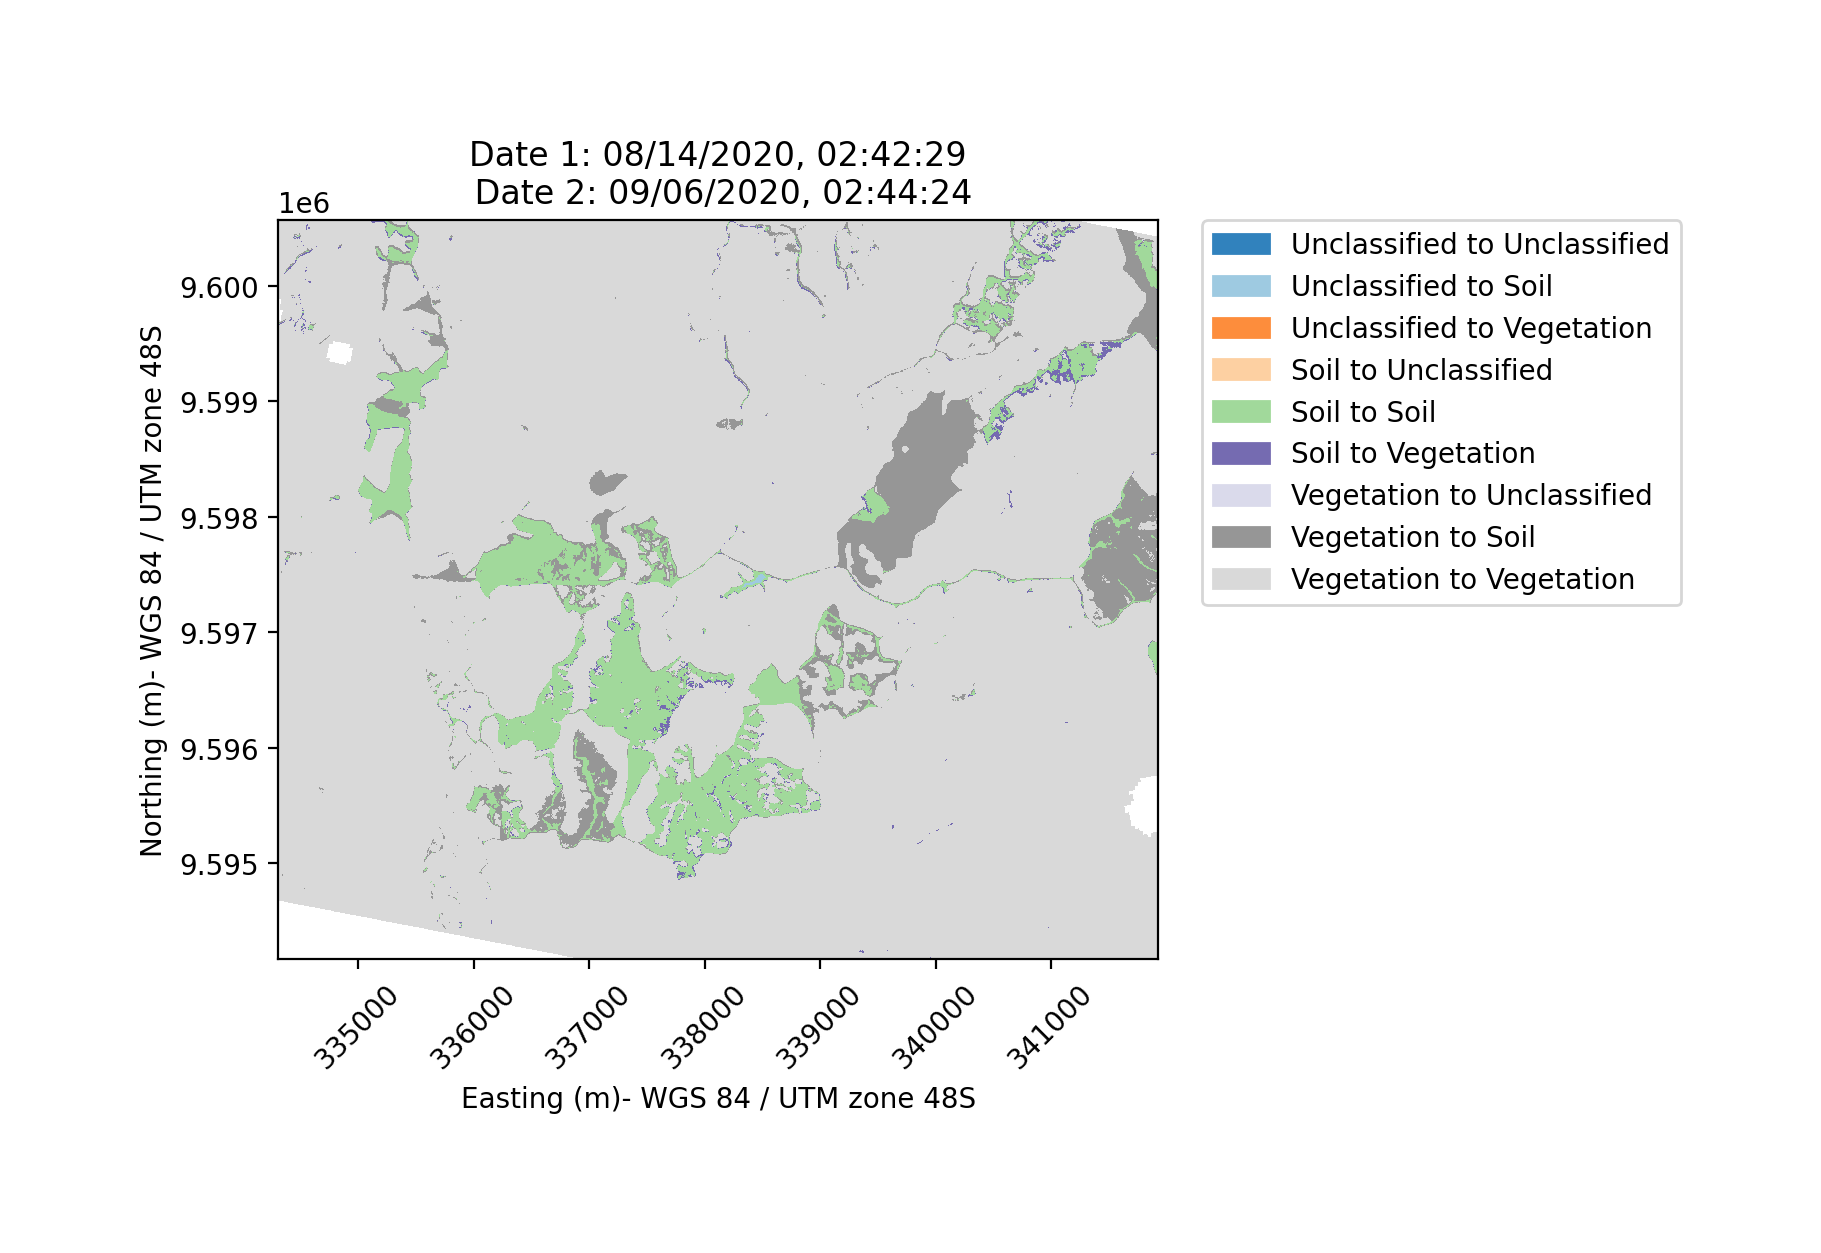 Date 1: 08/14/2020, 02:42:29
Date 2: 09/06/2020, 02:44:24
1e6
9.600
9.599
9.598
9.597
9.596
9.595
Northing (m)- WGS 84 / UTM zone 48S
335000
336000
337000
338000
339000
340000
341000
Easting (m)- WGS 84 / UTM zone 48S
Unclassified to Unclassified
Unclassified to Soil
Unclassified to Vegetation
Soil to Unclassified
Soil to Soil
Soil to Vegetation
Vegetation to Unclassified
Vegetation to Soil
Vegetation to Vegetation